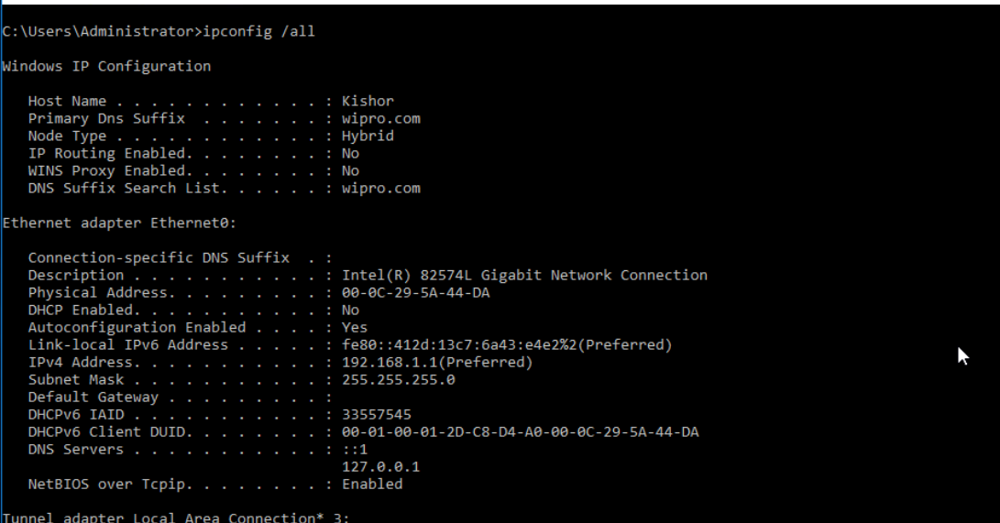 C:\Users\Administrator>ipconfig /all
Windows IP Configuration
Host Name . . . . . . . . . . . . : Kishor
Primary Dns Suffix . . . . . . . : wipro.com
Node Type . . . . . . . . . . . . : Hybrid
IP Routing Enabled. . . . . . . . : No
WINS Proxy Enabled. . . . . . . . : No
DNS Suffix Search List. . . . . . : wipro.com
Ethernet adapter Ethernet0:
Connection-specific DNS Suffix . :
Description . . . . . . . . . . . : Intel(R) 82574L Gigabit Network Connection
Physical Address. . . . . . . . . : 00-0C-29-5A-44-DA
DHCP Enabled. . . . . . . . . . . : No
Autoconfiguration Enabled . . . . : Yes
Link-local IPv6 Address . . . . . : fe80::412d:13c7:6a43:e4e2%2(Preferred)
IPv4 Address. . . . . . . . . . . : 192.168.1.1(Preferred)
Subnet Mask . . . . . . . . . . . : 255.255.255.0
Default Gateway . . . . . . . . . :
DHCPv6 IAID . . . . . . . . . . . : 33557545
DHCPv6 Client DUID. . . . . . . . : 00-01-00-01-2D-C8-D4-A0-00-0C-29-5A-44-DA
DNS Servers . . . . . . . . . . . : ::1
127.0.0.1
NetBIOS over Tcpip. . . . . . . . : Enabled
Tunnel adapter Local Area Connection* 3: